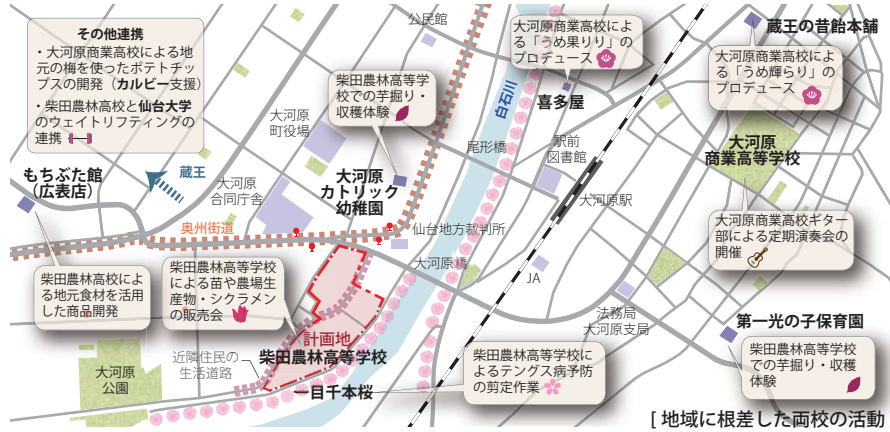 その他連携
・大河原商業高校による地
元の梅を使ったポテトチッ
プスの開発（カルビー支援）
・柴田農林高校と仙台大学
のウェイトリフティングの
連携
公民館
大河原商業高校によ
る「うめ果りり」の
プロデュース
喜多屋
蔵王の昔飴本舗
大河原商業高校によ
る「うめ輝らり」の
プロデュース
柴田農林高等学
校での芋掘り・
収穫体験
大河原
町役場
白石川
尾形橋
駅前
図書館
大河原
商業高等学校
もちぶた館
（広表店）
蔵王
大河原
合同庁舎
大河原
カトリック
幼稚園
大河原駅
奥州街道
仙台地方裁判所
大河原商業高校ギター
部による定期演奏会の
開催
柴田農林高校によ
る地元食材を活用
した商品開発
柴田農林高等学校
による苗や農場生
産物・シクラメン
の販売会
大河原橋
JA
法務局
大河原支局
第一光の子保育園
計画地
柴田農林高等学校
近隣住民の
生活道路
大河原
公園
一目千本桜
柴田農林高等学校に
よるテングス病予防
の剪定作業
柴田農林高等学校
での芋掘り・収穫
体験
[ 地域に根差した両校の活動